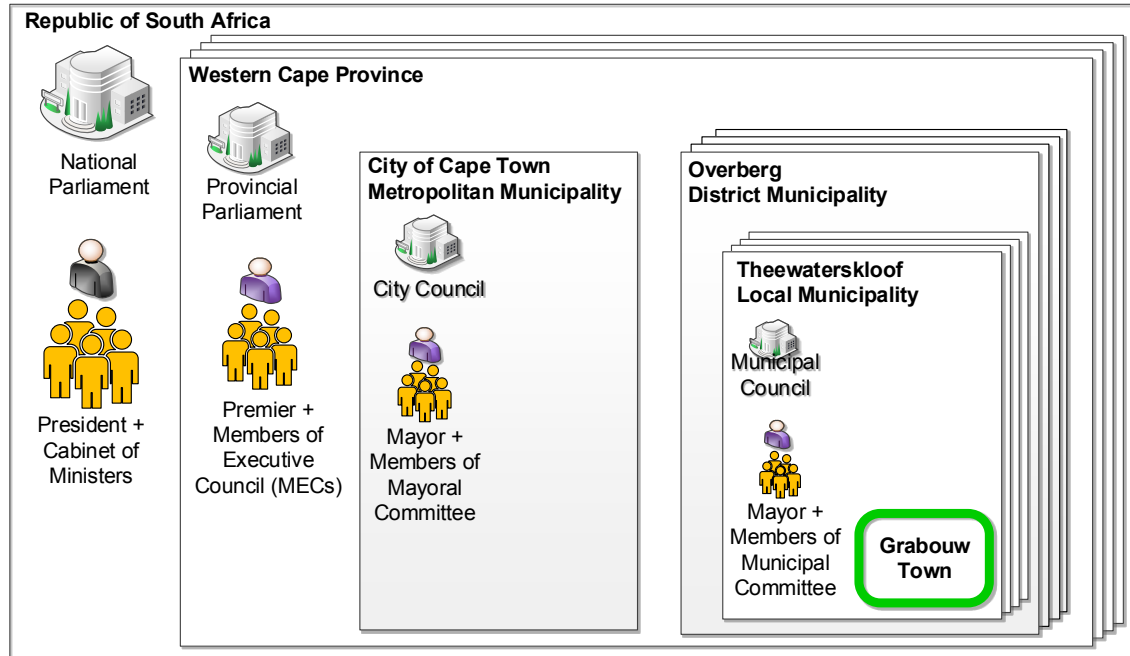 Republic of South Africa
National
Parliament
President +
Cabinet of
Ministers
Western Cape Province
Provincial
Parliament
Premier +
Members of
Executive
Council (MECs)
City of Cape Town
Metropolitan Municipality
City Council
Mayor +
Members of
Mayoral
Committee
Overberg
District Municipality
Theewaterskloof
Local Municipality
Municipal
Council
Mayor +
Members of
Municipal
Committee
Grabouw
Town